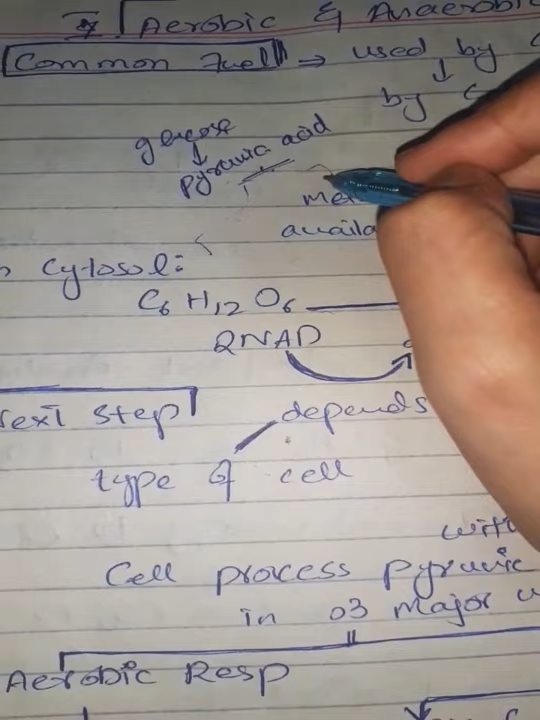 Aerobic & Anaerobic
Common Fuel → used by
↓
by
glucose
↓
pyruvic acid
availa
Cytosol:
C6 H12 O6
2NAD
Next Step
depends
type of cell
Cell process pyruvic
in 03 major
Aerobic Resp